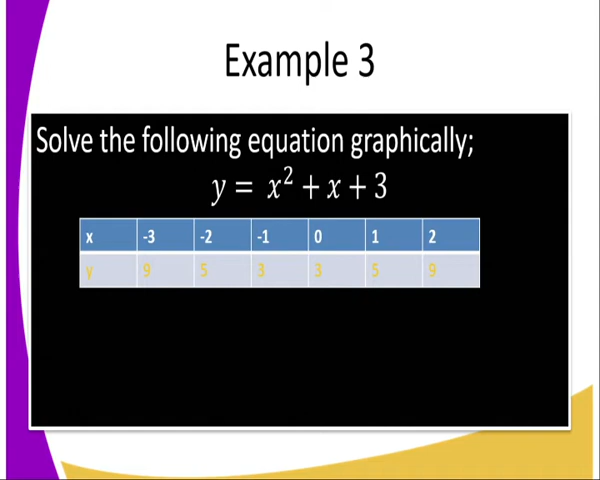 Example 3
Solve the following equation graphically;
y = x² + x + 3
x -3 -2 -1 0 1 2
y 9 5 3 3 5 9